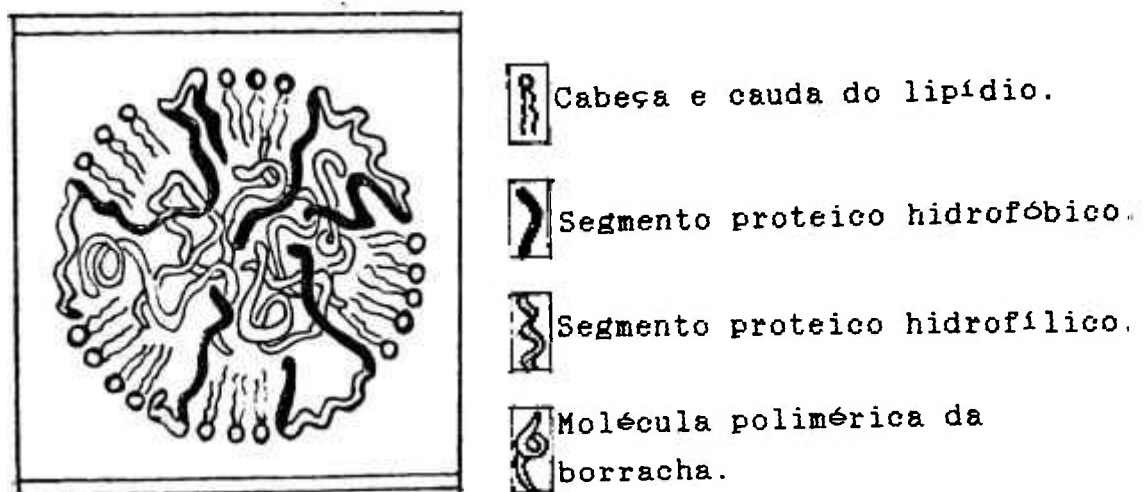 Cabeça e cauda do lipídio.
Segmento proteico hidrofóbico.
Segmento proteico hidrofílico.
Molécula polimérica da
borracha.